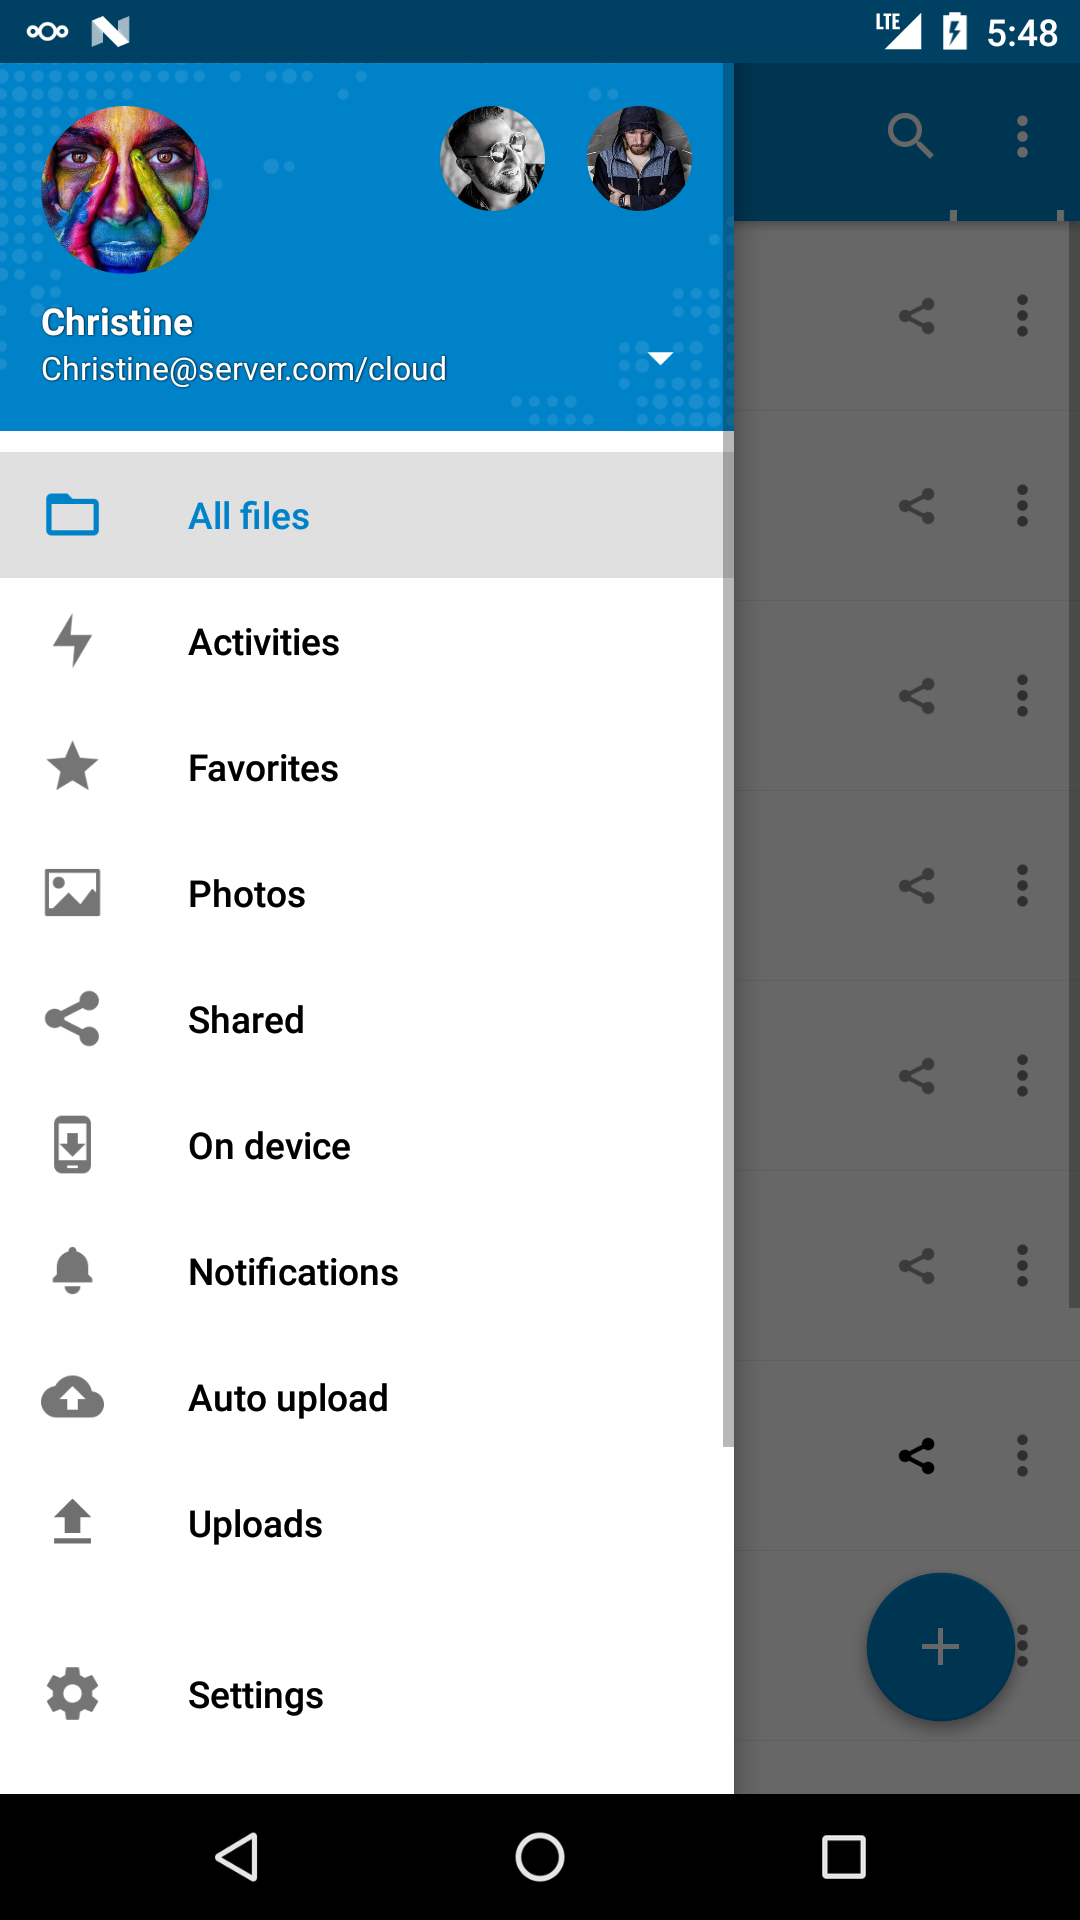 LTE 5:48
Christine
Christine@server.com/cloud
All files
Activities
Favorites
Photos
Shared
On device
Notifications
Auto upload
Uploads
Settings